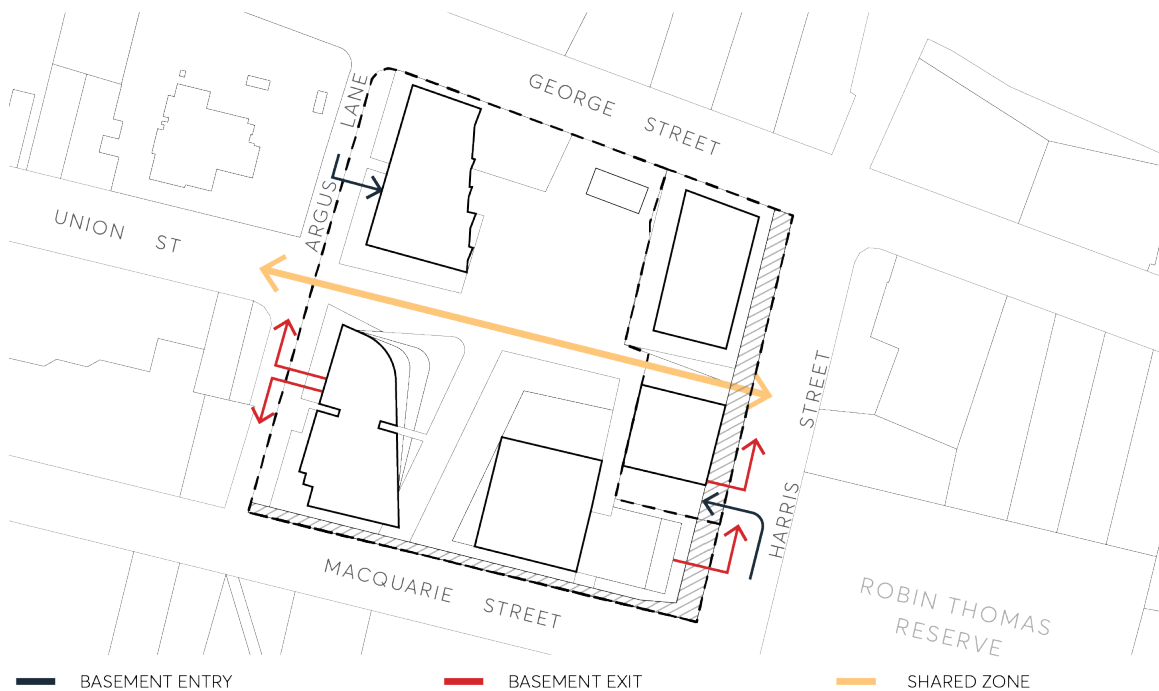 GEORGE STREET
ARGUS LANE
UNION ST
HARRIS STREET
MACQUARIE STREET
ROBIN THOMAS
RESERVE
BASEMENT ENTRY
BASEMENT EXIT
SHARED ZONE